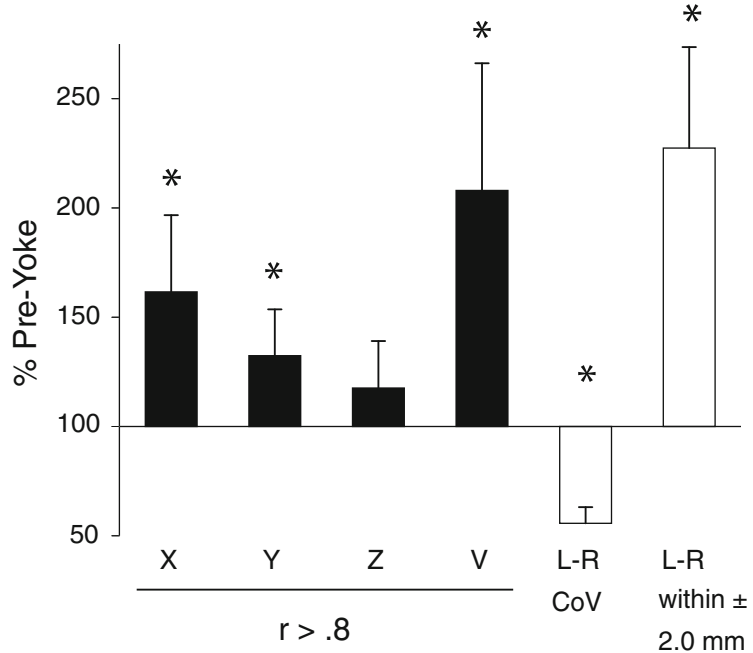 *
*
250
*
200
*
% Pre-Yoke
150
*
100
50
X Y Z V L-R L-R
CoV within ±
r > .8 2.0 mm